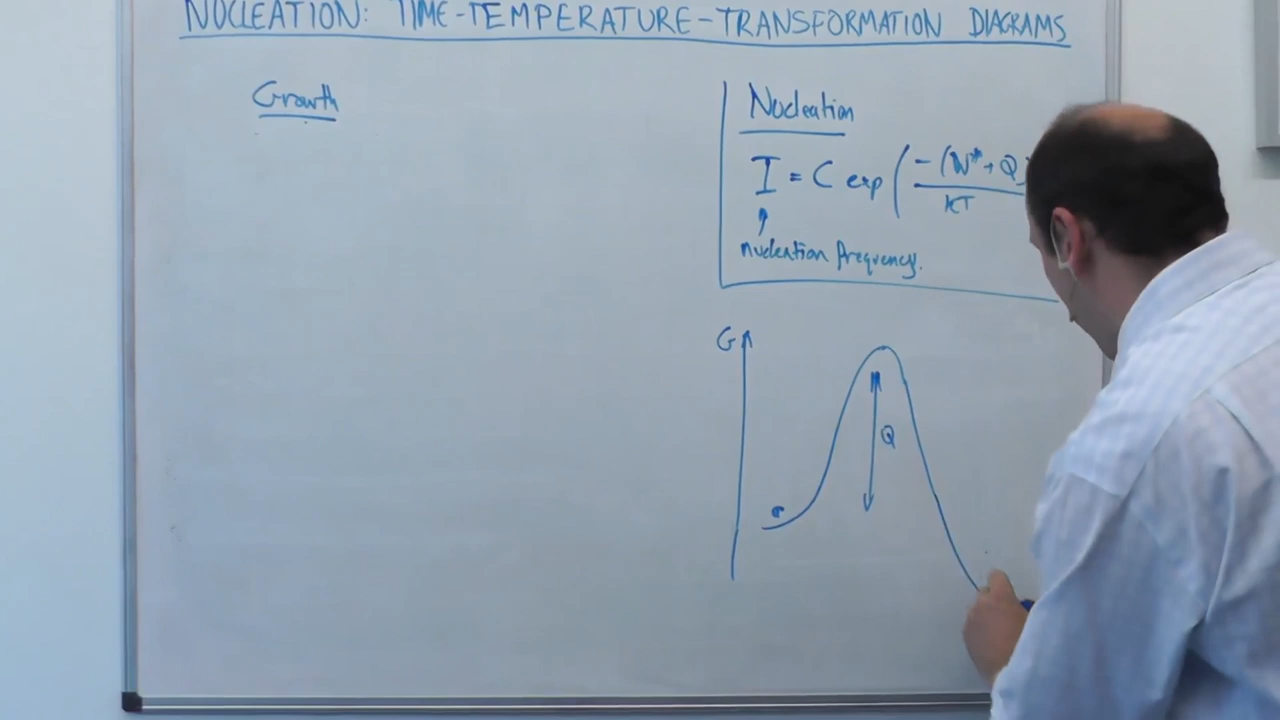 NUCLEATION: TIME-TEMPERATURE-TRANSFORMATION DIAGRAMS
Growth
Nucleation
I = C exp ( -(W* + Q) / kT
nucleation frequency.
G
Q